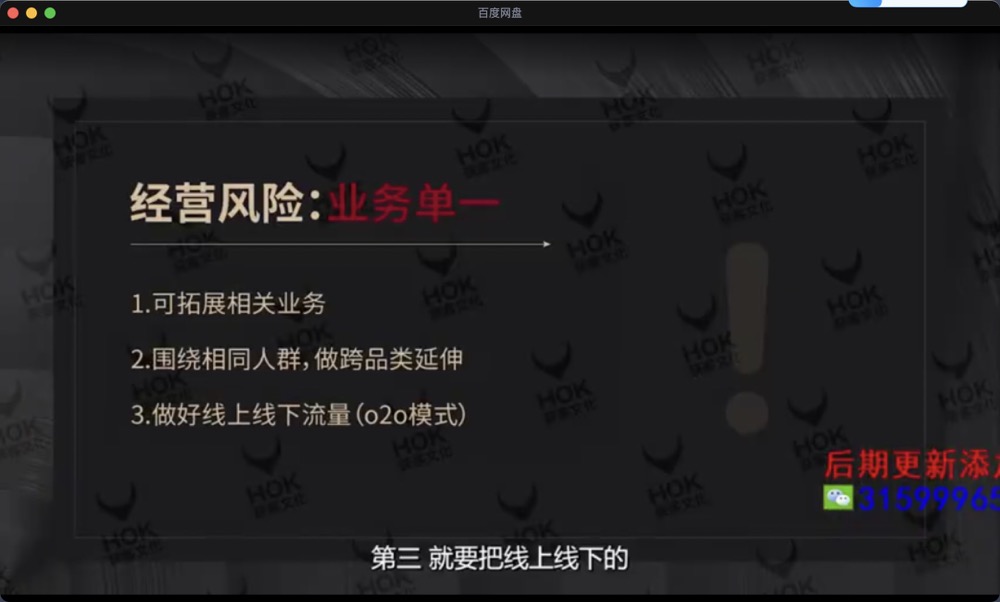 百度网盘
经营风险：业务单一
1.可拓展相关业务
2.围绕相同人群，做跨品类延伸
3.做好线上线下流量（o2o模式）
后期更新添
31599965
第三 就要把线上线下的
HOK